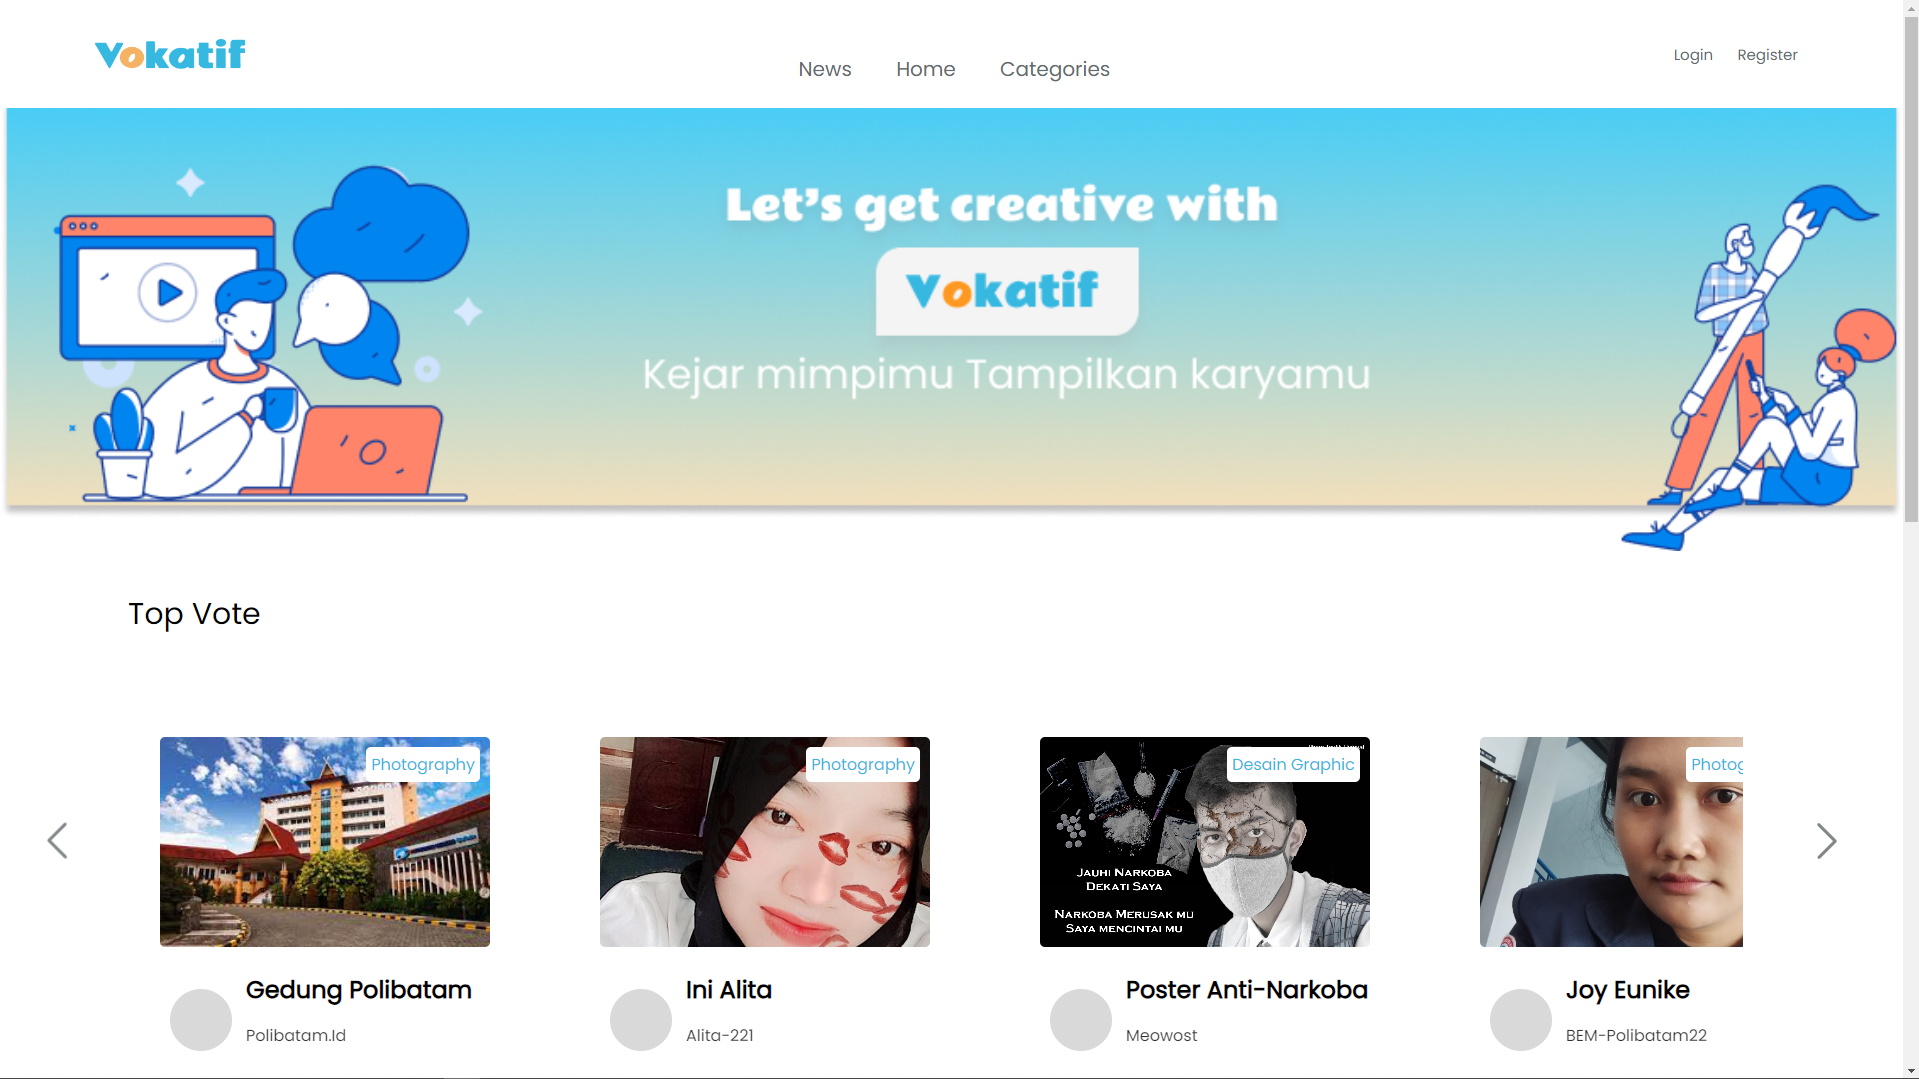 Vokatif
News Home Categories
Login Register
Let's get creative with
Vokatif
Kejar mimpimu Tampilkan karyamu
Top Vote
Photography
Photography
Desain Graphic
Photog
JAUHI NARKOBA
DEKATI SAYA
NARKOBA MERUSAK MU
SAYA MENCINTAI MU
Gedung Polibatam
Polibatam.Id
Ini Alita
Alita-221
Poster Anti-Narkoba
Meowost
Joy Eunike
BEM-Polibatam22